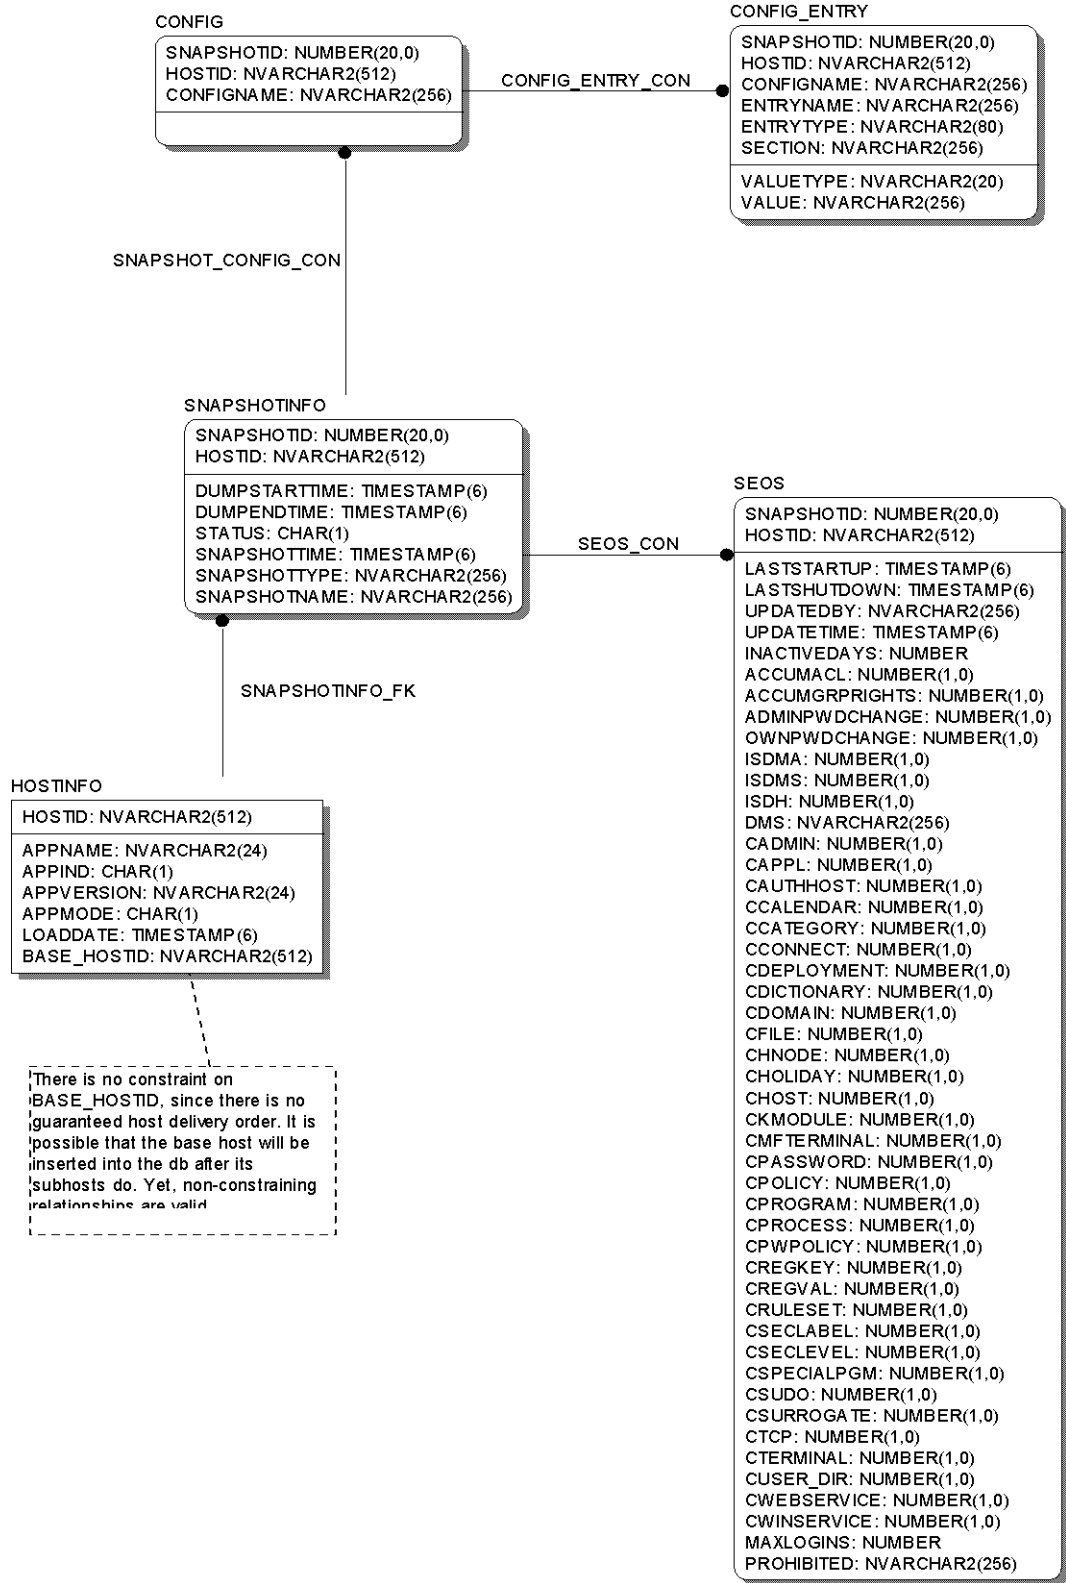 CONFIG
SNAPSHOTID: NUMBER(20,0)
HOSTID: NVARCHAR2(512)
CONFIGNAME: NVARCHAR2(256)
CONFIG_ENTRY_CON
CONFIG_ENTRY
SNAPSHOTID: NUMBER(20,0)
HOSTID: NVARCHAR2(512)
CONFIGNAME: NVARCHAR2(256)
ENTRYNAME: NVARCHAR2(256)
ENTRYTYPE: NVARCHAR2(80)
SECTION: NVARCHAR2(256)
VALUETYPE: NVARCHAR2(20)
VALUE: NVARCHAR2(256)
SNAPSHOT_CONFIG_CON
SNAPSHOTINFO
SNAPSHOTID: NUMBER(20,0)
HOSTID: NVARCHAR2(512)
DUMPSTARTTIME: TIMESTAMP(6)
DUMPENDTIME: TIMESTAMP(6)
STATUS: CHAR(1)
SNAPSHOTTIME: TIMESTAMP(6)
SNAPSHOTTYPE: NVARCHAR2(256)
SNAPSHOTNAME: NVARCHAR2(256)
SEOS_CON
SNAPSHOTINFO_FK
HOSTINFO
HOSTID: NVARCHAR2(512)
APPNAME: NVARCHAR2(24)
APPIND: CHAR(1)
APPVERSION: NVARCHAR2(24)
APPMODE: CHAR(1)
LOADDATE: TIMESTAMP(6)
BASE_HOSTID: NVARCHAR2(512)
There is no constraint on
BASE_HOSTID, since there is no
guaranteed host delivery order. It is
possible that the base host will be
inserted into the db after its
subhosts do. Yet, non-constraining
relationships are valid
SEOS
SNAPSHOTID: NUMBER(20,0)
HOSTID: NVARCHAR2(512)
LASTSTARTUP: TIMESTAMP(6)
LASTSHUTDOWN: TIMESTAMP(6)
UPDATEDBY: NVARCHAR2(256)
UPDATETIME: TIMESTAMP(6)
INACTIVEDAYS: NUMBER
ACCUMACL: NUMBER(1,0)
ACCUMGRPRIGHTS: NUMBER(1,0)
ADMINPWDCHANGE: NUMBER(1,0)
OWNPWDCHANGE: NUMBER(1,0)
ISDMA: NUMBER(1,0)
ISDMS: NUMBER(1,0)
ISDH: NUMBER(1,0)
DMS: NVARCHAR2(256)
CADMIN: NUMBER(1,0)
CAPPL: NUMBER(1,0)
CAUTHHOST: NUMBER(1,0)
CCALENDAR: NUMBER(1,0)
CCATEGORY: NUMBER(1,0)
CCONNECT: NUMBER(1,0)
CDEPLOYMENT: NUMBER(1,0)
CDICTIONARY: NUMBER(1,0)
CDOMAIN: NUMBER(1,0)
CFILE: NUMBER(1,0)
CHNODE: NUMBER(1,0)
CHOLIDAY: NUMBER(1,0)
CHOST: NUMBER(1,0)
CKMODULE: NUMBER(1,0)
CMFTERMINAL: NUMBER(1,0)
CPASSWORD: NUMBER(1,0)
CPOLICY: NUMBER(1,0)
CPROGRAM: NUMBER(1,0)
CPROCESS: NUMBER(1,0)
CPWPOLICY: NUMBER(1,0)
CREGKEY: NUMBER(1,0)
CREGVAL: NUMBER(1,0)
CRULESET: NUMBER(1,0)
CSECLABEL: NUMBER(1,0)
CSECLEVEL: NUMBER(1,0)
CSPECIALPGM: NUMBER(1,0)
CSUDO: NUMBER(1,0)
CSURROGATE: NUMBER(1,0)
CTCP: NUMBER(1,0)
CTERMINAL: NUMBER(1,0)
CUSER_DIR: NUMBER(1,0)
CWEBSERVICE: NUMBER(1,0)
CWINSERVICE: NUMBER(1,0)
MAXLOGINS: NUMBER
PROHIBITED: NVARCHAR2(256)